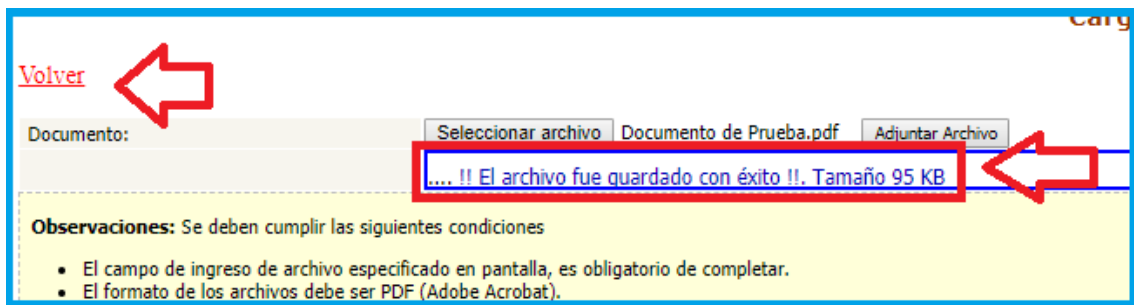 Carg
Volver
Documento: Seleccionar archivo Documento de Prueba.pdf Adjuntar Archivo
.... !! El archivo fue guardado con éxito !!. Tamaño 95 KB
Observaciones: Se deben cumplir las siguientes condiciones
• El campo de ingreso de archivo especificado en pantalla, es obligatorio de completar.
• El formato de los archivos debe ser PDF (Adobe Acrobat).